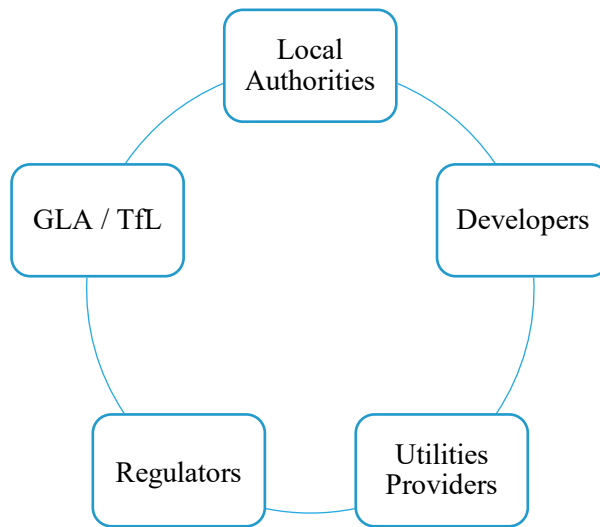 Local
Authorities
GLA / TfL
Developers
Regulators
Utilities
Providers